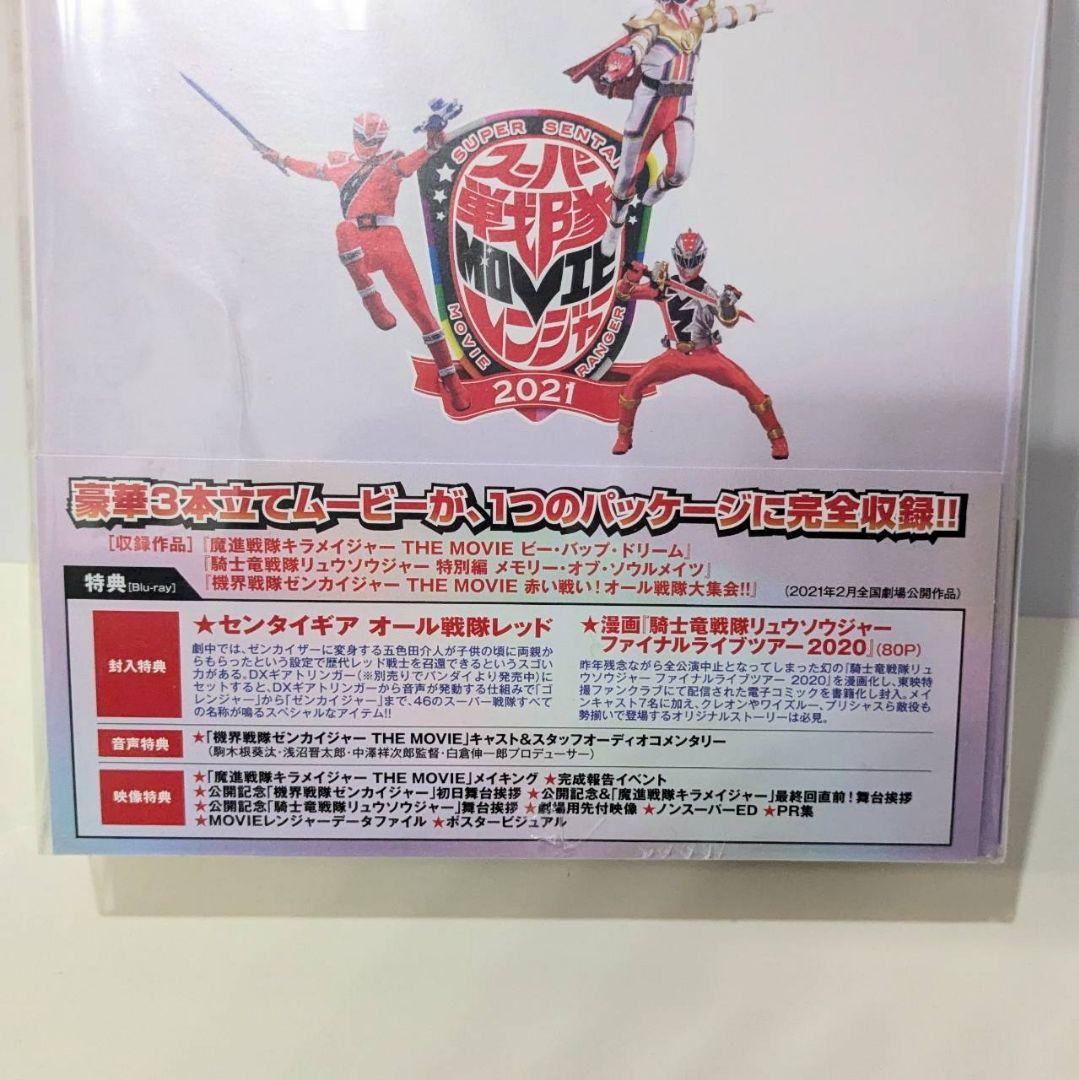 SUPER SENTAI
スーパー
戦隊
MOVIE
レンジャー
MOVIE
RANGER
2021
豪華3本立てムービーが、1つのパッケージに完全収録!!
[収録作品]『魔進戦隊キラメイジャー THE MOVIE ビー・バップ・ドリーム』
『騎士竜戦隊リュウソウジャー 特別編 メモリー・オブ・ソウルメイツ』
『機界戦隊ゼンカイジャー THE MOVIE 赤い戦い！オール戦隊大集会!!』
(2021年2月全国劇場公開作品)
特典[Blu-ray]
封入特典
★センタイギア オール戦隊レッド
劇中では、ゼンカイザーに変身する五色田介人が子供の頃に両親か
らもらったという設定で歴代レッド戦士を召還できるというスゴい
力がある。DXギアトリンガー(※別売りでバンダイより発売中)に
セットすると、DXギアトリンガーから音声が発動する仕組みで「ゴ
レンジャー」から「ゼンカイジャー」まで、46のスーパー戦隊すべて
の名称が鳴るスペシャルなアイテム!!
★漫画『騎士竜戦隊リュウソウジャー
ファイナルライブツアー2020』(80P)
昨年残念ながら全公演中止となってしまった幻の『騎士竜戦隊リュ
ウソウジャー ファイナルライブツアー 2020』を漫画化し、東映特
撮ファンクラブにて配信された電子コミックを書籍化し封入。メイ
ンキャスト7名に加え、クレオンやワイズルー、プリシャスら敵役も
勢揃いで登場するオリジナルストーリーは必見。
音声特典
★「機界戦隊ゼンカイジャー THE MOVIE」キャスト&スタッフオーディオコメンタリー
(駒木根葵汰・浅沼晋太郎・中澤祥次郎監督・白倉伸一郎プロデューサー)
映像特典
★「魔進戦隊キラメイジャー THE MOVIE」メイキング ★完成報告イベント
★公開記念「機界戦隊ゼンカイジャー」初日舞台挨拶 ★公開記念&「魔進戦隊キラメイジャー」最終回直前！舞台挨拶
★公開記念「騎士竜戦隊リュウソウジャー」舞台挨拶 ★劇場用先付映像 ★ノンスーパーED ★PR集
★MOVIEレンジャーデータファイル ★ポスタービジュアル